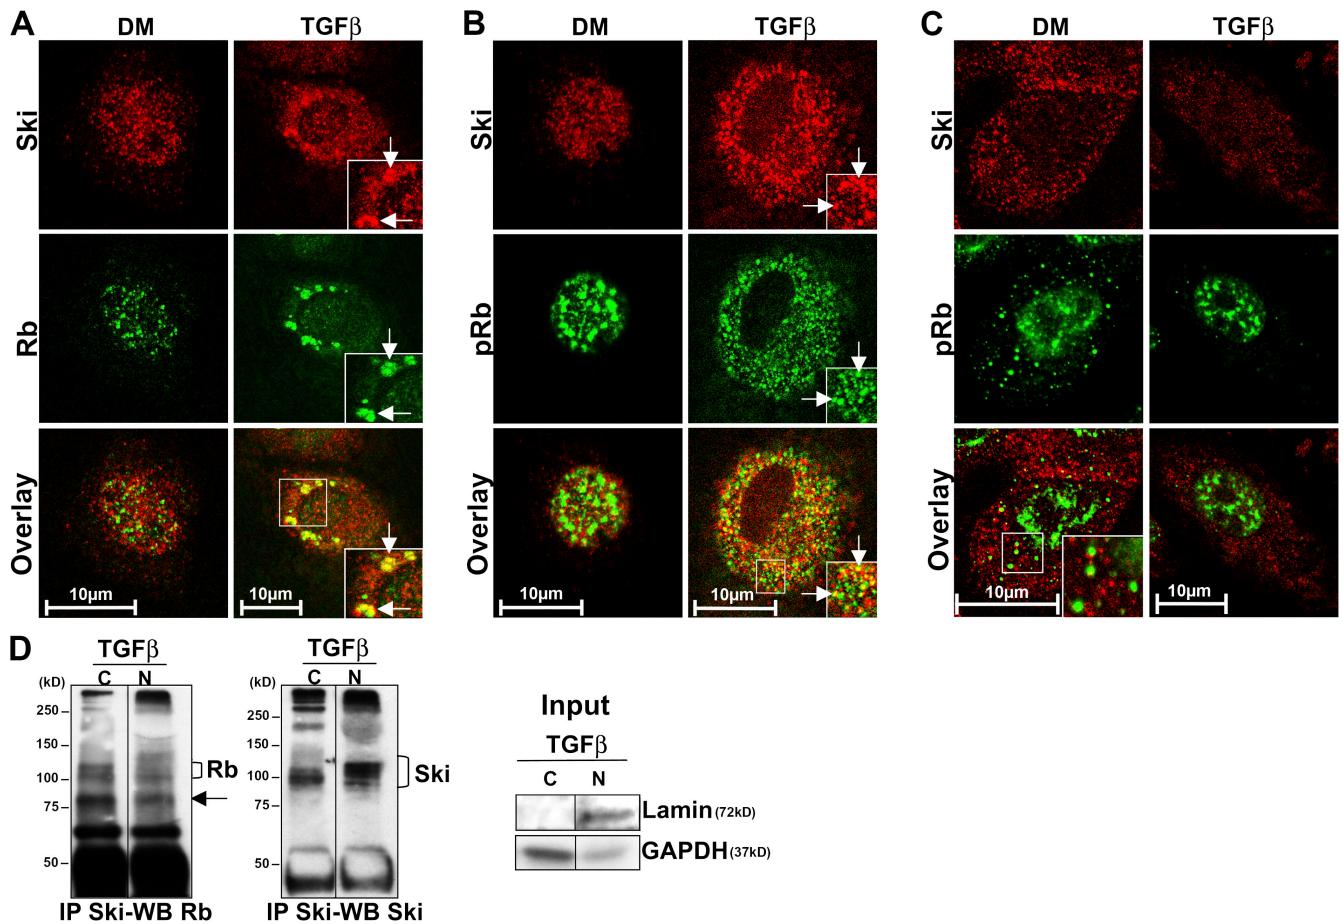 A DM TGFβ B DM TGFβ C DM TGFβ
Ski Ski Ski
Rb pRb pRb
Overlay Overlay Overlay
10μm 10μm 10μm 10μm 10μm 10μm
D TGFβ TGFβ
(kD) C N (kD) C N
250 250
150 150
Rb Ski
100 100
75 75
50 50
IP Ski-WB Rb IP Ski-WB Ski
Input
TGFβ
C N
Lamin(72kD)
GAPDH(37kD)